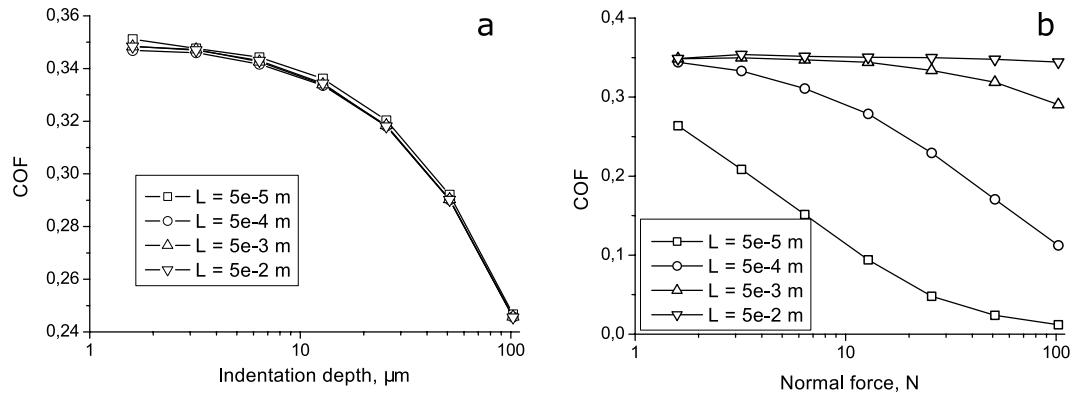 a
0,36
0,34
0,32
0,30
0,28
0,26
0,24
COF
L = 5e-5 m
L = 5e-4 m
L = 5e-3 m
L = 5e-2 m
1 10 100
Indentation depth, µm
b
0,4
0,3
0,2
0,1
0,0
COF
L = 5e-5 m
L = 5e-4 m
L = 5e-3 m
L = 5e-2 m
1 10 100
Normal force, N